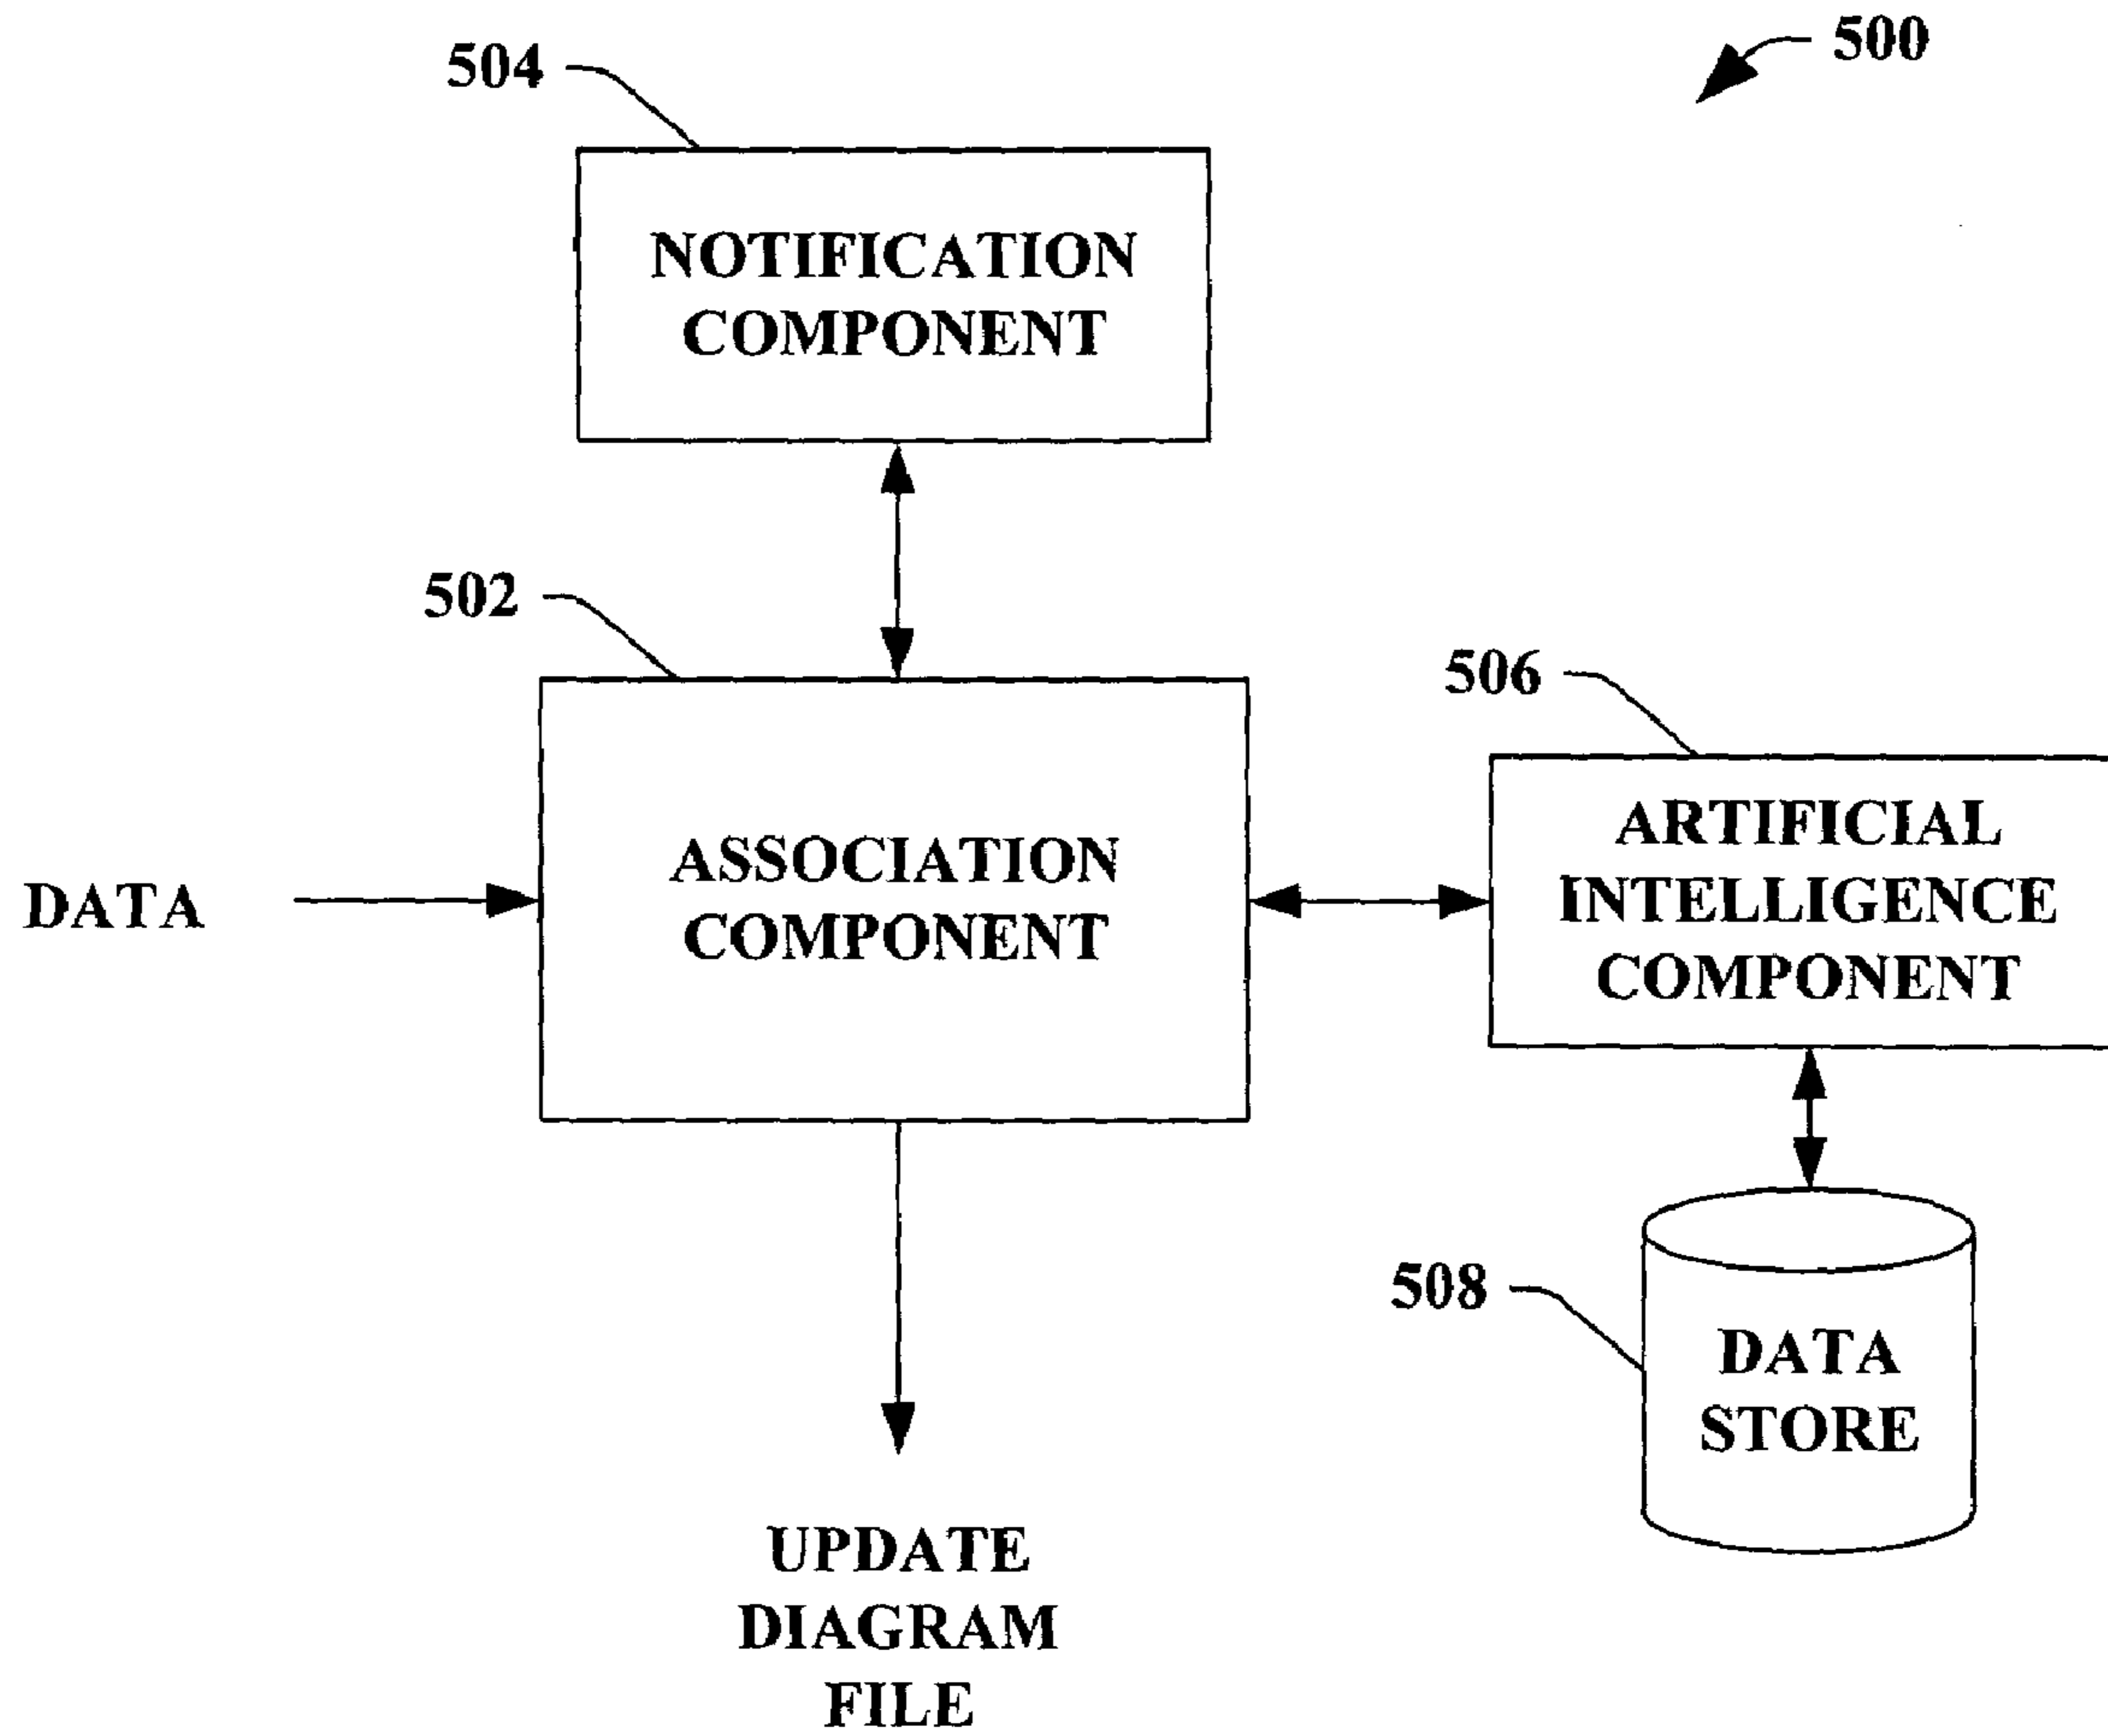 500
504
NOTIFICATION
COMPONENT
502
506
ASSOCIATION
COMPONENT
ARTIFICIAL
INTELLIGENCE
COMPONENT
DATA
508
DATA
STORE
UPDATE
DIAGRAM
FILE